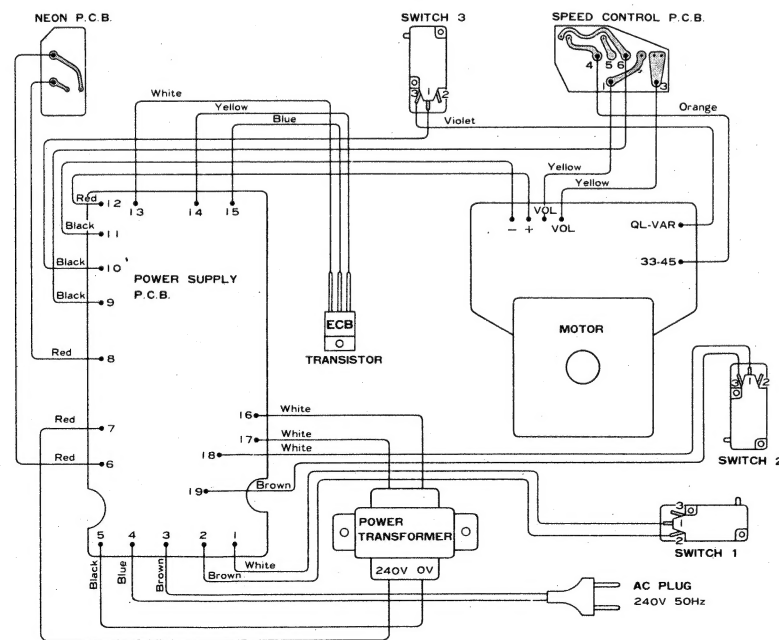 NEON P.C.B.
SWITCH 3
SPEED CONTROL P.C.B.
4 5 6
1 3
3 1 2
White
Yellow
Blue
Violet
Orange
Yellow
Yellow
Red 12
13 14 15
VOL
- + VOL
QL-VAR
Black 11
Black 10
33-45
POWER SUPPLY
P.C.B.
Black 9
ECB
TRANSISTOR
MOTOR
Red 8
3 1 2
16 White
Red 7
17 White
White
18
Red 6
SWITCH 2
19 Brown
3
1
2
POWER
TRANSFORMER
5 4 3 2 1
SWITCH 1
White
240V 0V
Black
Blue
Brown
Brown
AC PLUG
240V 50Hz